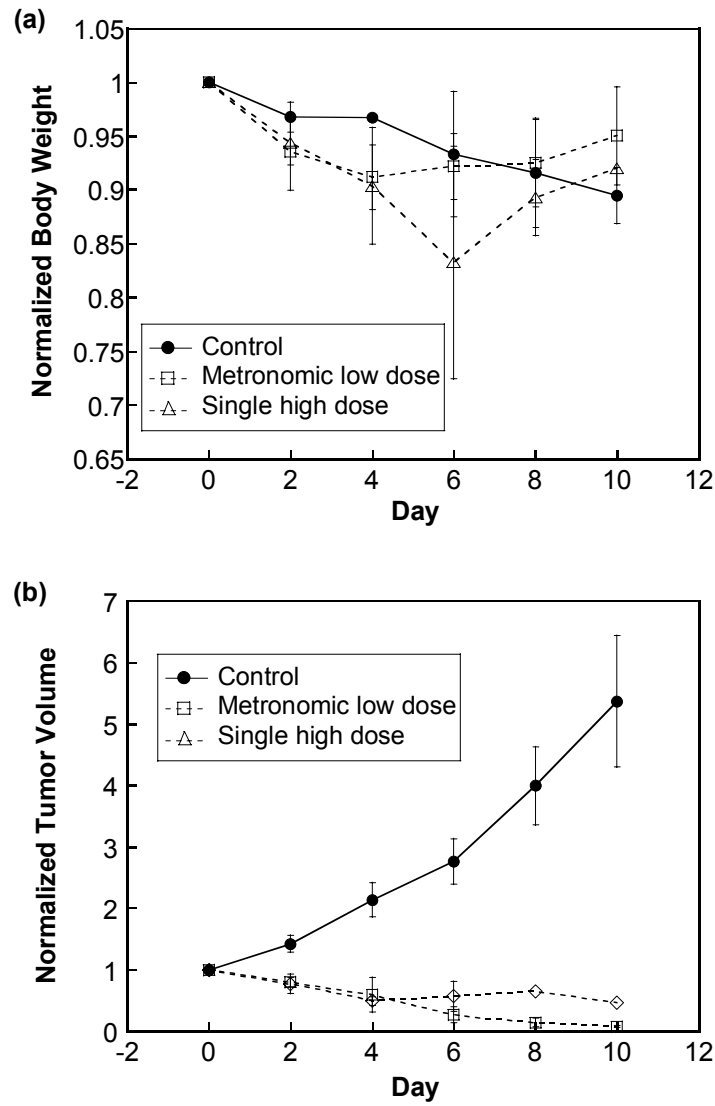 (a)
Normalized Body Weight
1.05
1
0.95
0.9
0.85
0.8
0.75
0.7
0.65
Control
Metronomic low dose
Single high dose
-2 0 2 4 6 8 10 12
Day
(b)
Normalized Tumor Volume
7
6
5
4
3
2
1
0
Control
Metronomic low dose
Single high dose
-2 0 2 4 6 8 10 12
Day